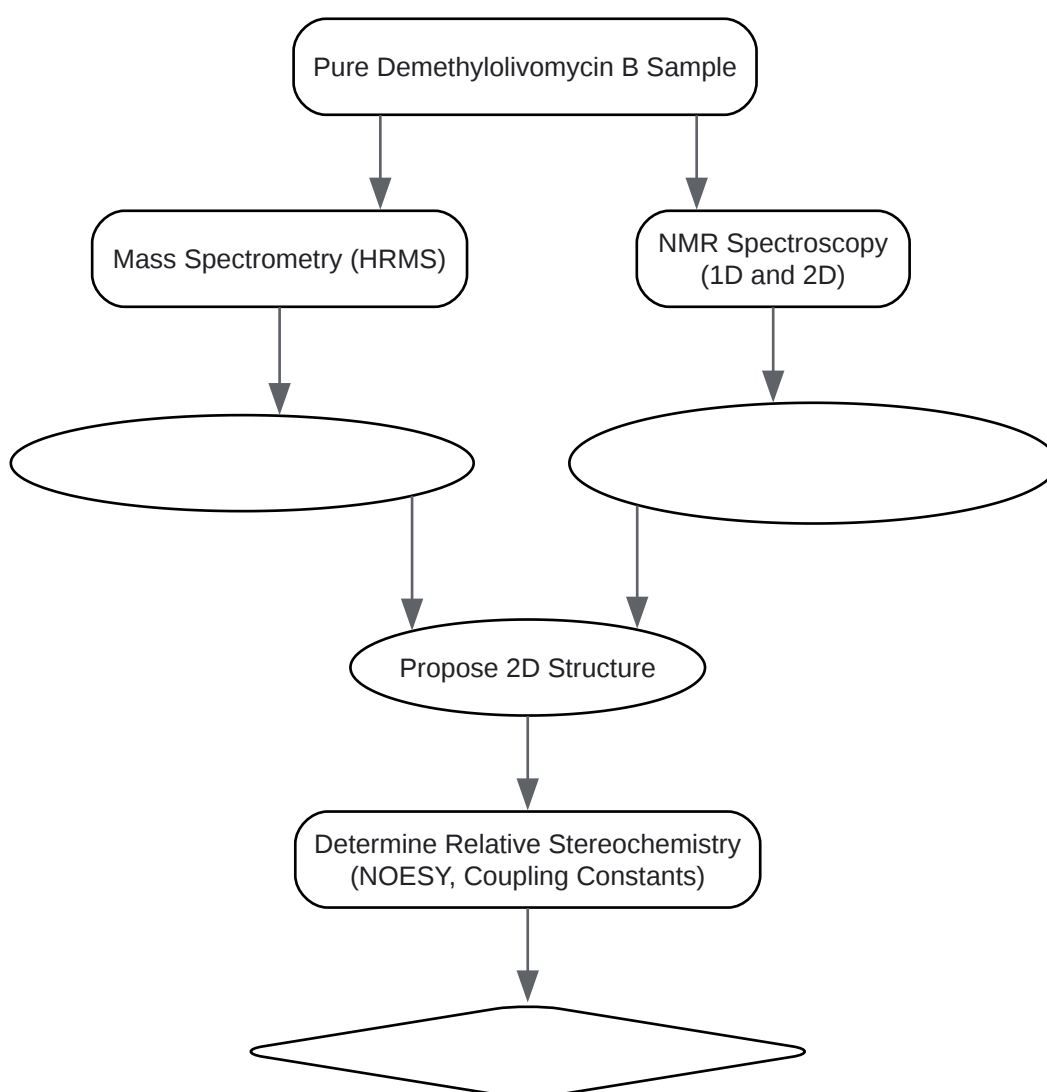 Pure Demethylolivomycin B Sample
Mass Spectrometry (HRMS)
NMR Spectroscopy
(1D and 2D)
Propose 2D Structure
Determine Relative Stereochemistry
(NOESY, Coupling Constants)